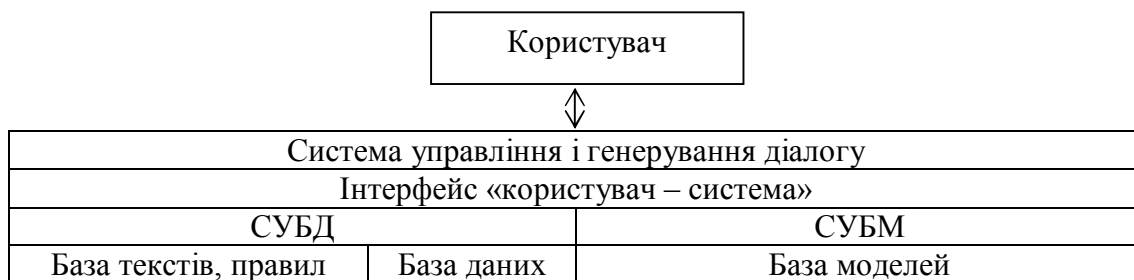 Користувач
Система управління і генерування діалогу
Інтерфейс «користувач – система»
СУБД СУБМ
База текстів, правил База даних База моделей